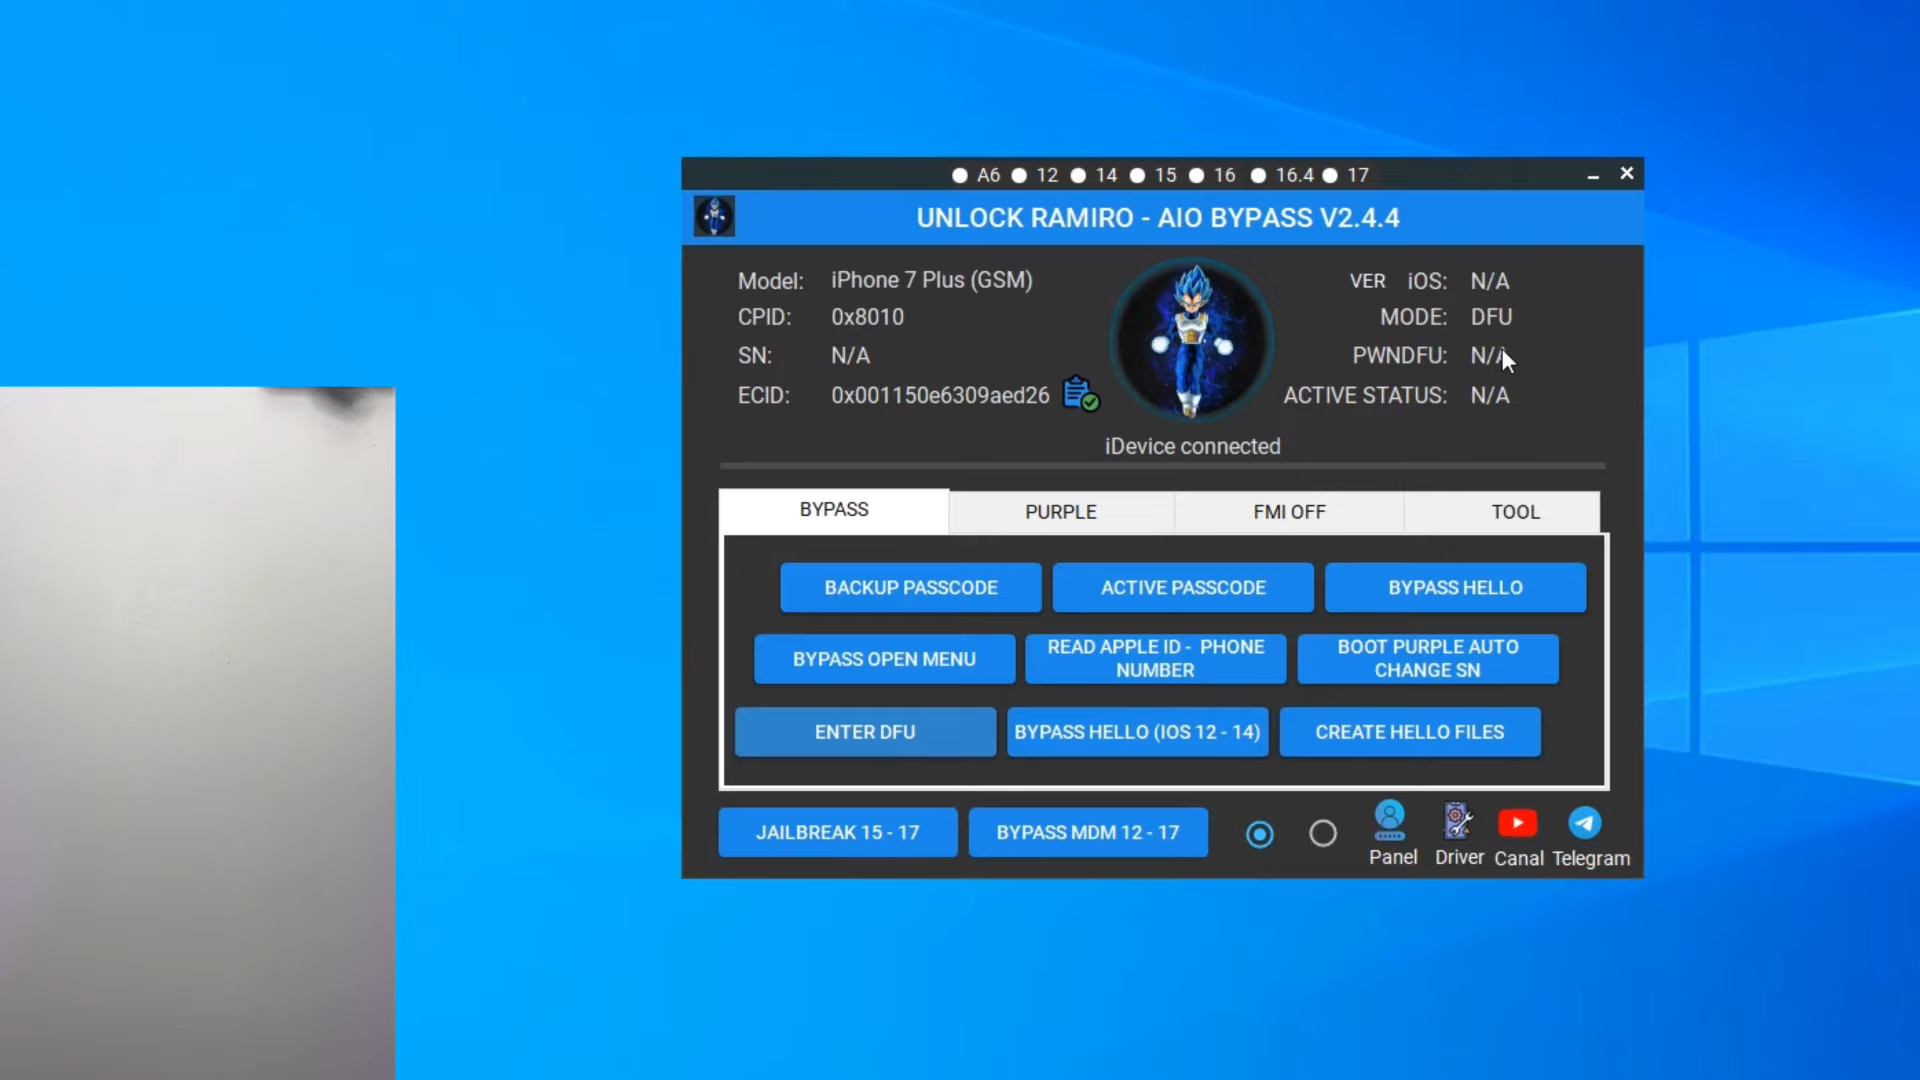 A6 12 14 15 16 16.4 17
UNLOCK RAMIRO - AIO BYPASS V2.4.4
Model: iPhone 7 Plus (GSM) VER iOS: N/A
CPID: 0x8010 MODE: DFU
SN: N/A PWNDFU: N/A
ECID: 0x001150e6309aed26 ACTIVE STATUS: N/A
iDevice connected
BYPASS PURPLE FMI OFF TOOL
BACKUP PASSCODE ACTIVE PASSCODE BYPASS HELLO
BYPASS OPEN MENU
READ APPLE ID - PHONE
NUMBER
BOOT PURPLE AUTO
CHANGE SN
ENTER DFU BYPASS HELLO (IOS 12 - 14) CREATE HELLO FILES
JAILBREAK 15 - 17 BYPASS MDM 12 - 17
Panel Driver Canal Telegram